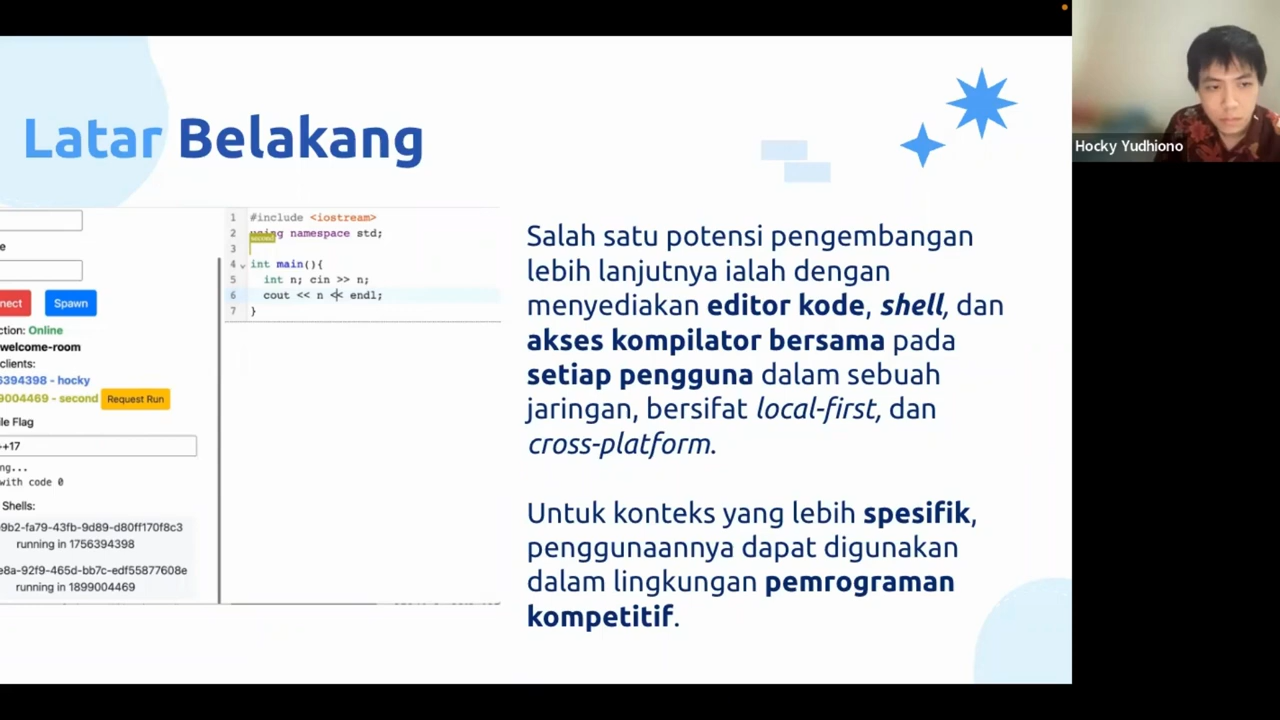 Latar Belakang
Hocky Yudhiono
Spawn
ction: Online
welcome-room
clients:
6394398 - hocky
9004469 - second Request Run
le Flag
++17
ng...
with code 0
Shells:
9b2-fa79-43fb-9d89-d80ff170f8c3
running in 1756394398
e8a-92f9-465d-bb7c-edf55877608e
running in 1899004469
1 #include <iostream>
2 using namespace std;
3
4 int main(){
5 int n; cin >> n;
6 cout << n << endl;
7 }
Salah satu potensi pengembangan
lebih lanjutnya ialah dengan
menyediakan editor kode, shell, dan
akses kompilator bersama pada
setiap pengguna dalam sebuah
jaringan, bersifat local-first, dan
cross-platform.
Untuk konteks yang lebih spesifik,
penggunaannya dapat digunakan
dalam lingkungan pemrograman
kompetitif.